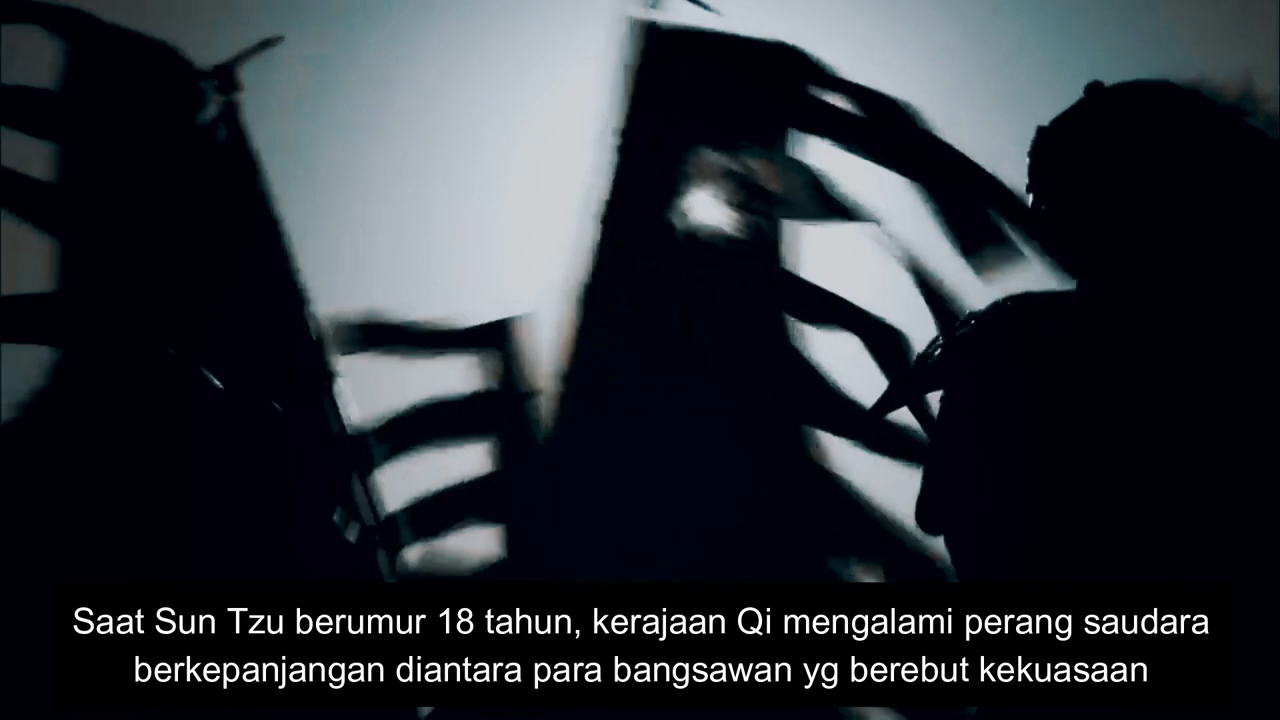 Saat Sun Tzu berumur 18 tahun, kerajaan Qi mengalami perang saudara
berkepanjangan diantara para bangsawan yg berebut kekuasaan